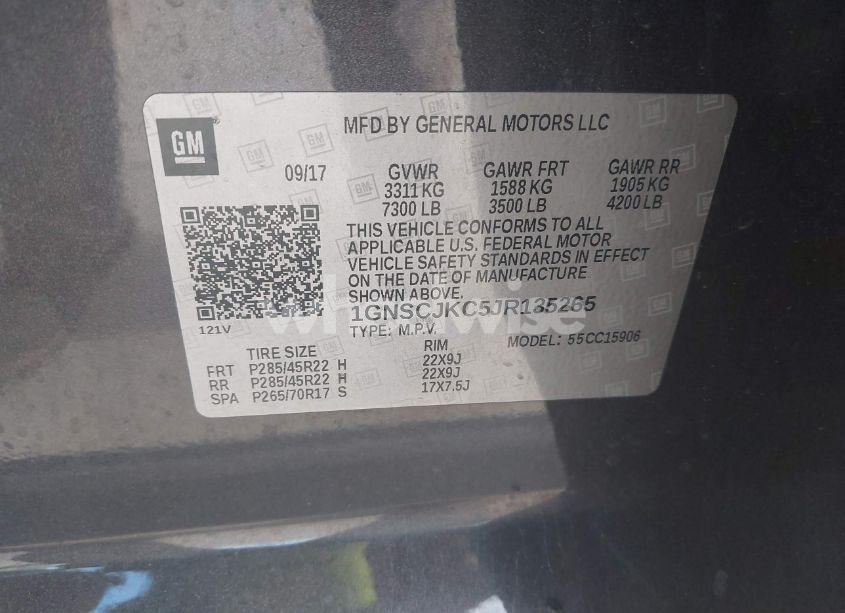 GM
MFD BY GENERAL MOTORS LLC
09/17
GVWR
3311 KG
7300 LB
GAWR FRT
1588 KG
3500 LB
GAWR RR
1905 KG
4200 LB
THIS VEHICLE CONFORMS TO ALL
APPLICABLE U.S. FEDERAL MOTOR
VEHICLE SAFETY STANDARDS IN EFFECT
ON THE DATE OF MANUFACTURE
SHOWN ABOVE.
1GNSCJKC5JR135265
TYPE: M.P.V.
MODEL: 55CC15906
121V
TIRE SIZE RIM
FRT P285/45R22 H 22X9J
RR P285/45R22 H 22X9J
SPA P265/70R17 S 17X7.5J